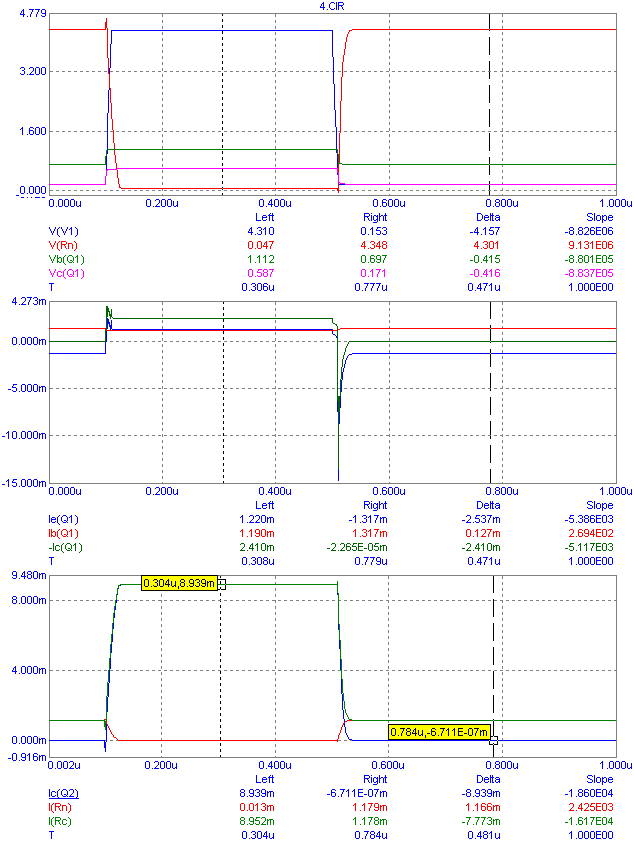 4.CIR
4.779
3.200
1.600
0.000
0.000u 0.200u 0.400u 0.600u 0.800u 1.000u
Left Right Delta Slope
V(V1) 4.310 0.153 -4.157 -8.826E06
V(Rn) 0.047 4.348 4.301 9.131E06
Vb(Q1) 1.112 0.697 -0.415 -8.801E05
Vc(Q1) 0.587 0.171 -0.416 -8.837E05
T 0.306u 0.777u 0.471u 1.000E00
4.273m
0.000m
-5.000m
-10.000m
-15.000m
0.000u 0.200u 0.400u 0.600u 0.800u 1.000u
Left Right Delta Slope
Ie(Q1) 1.220m -1.317m -2.537m -5.386E03
Ib(Q1) 1.190m 1.317m 0.127m 2.694E02
-Ic(Q1) 2.410m -2.265E-05m -2.410m -5.117E03
T 0.308u 0.779u 0.471u 1.000E00
9.480m
0.304u,8.939m
8.000m
4.000m
0.784u,-6.711E-07m
0.000m
-0.916m
0.002u 0.200u 0.400u 0.600u 0.800u 1.000u
Left Right Delta Slope
Ic(Q2) 8.939m -6.711E-07m -8.939m -1.860E04
I(Rn) 0.013m 1.179m 1.166m 2.425E03
I(Rc) 8.952m 1.178m -7.773m -1.617E04
T 0.304u 0.784u 0.481u 1.000E00